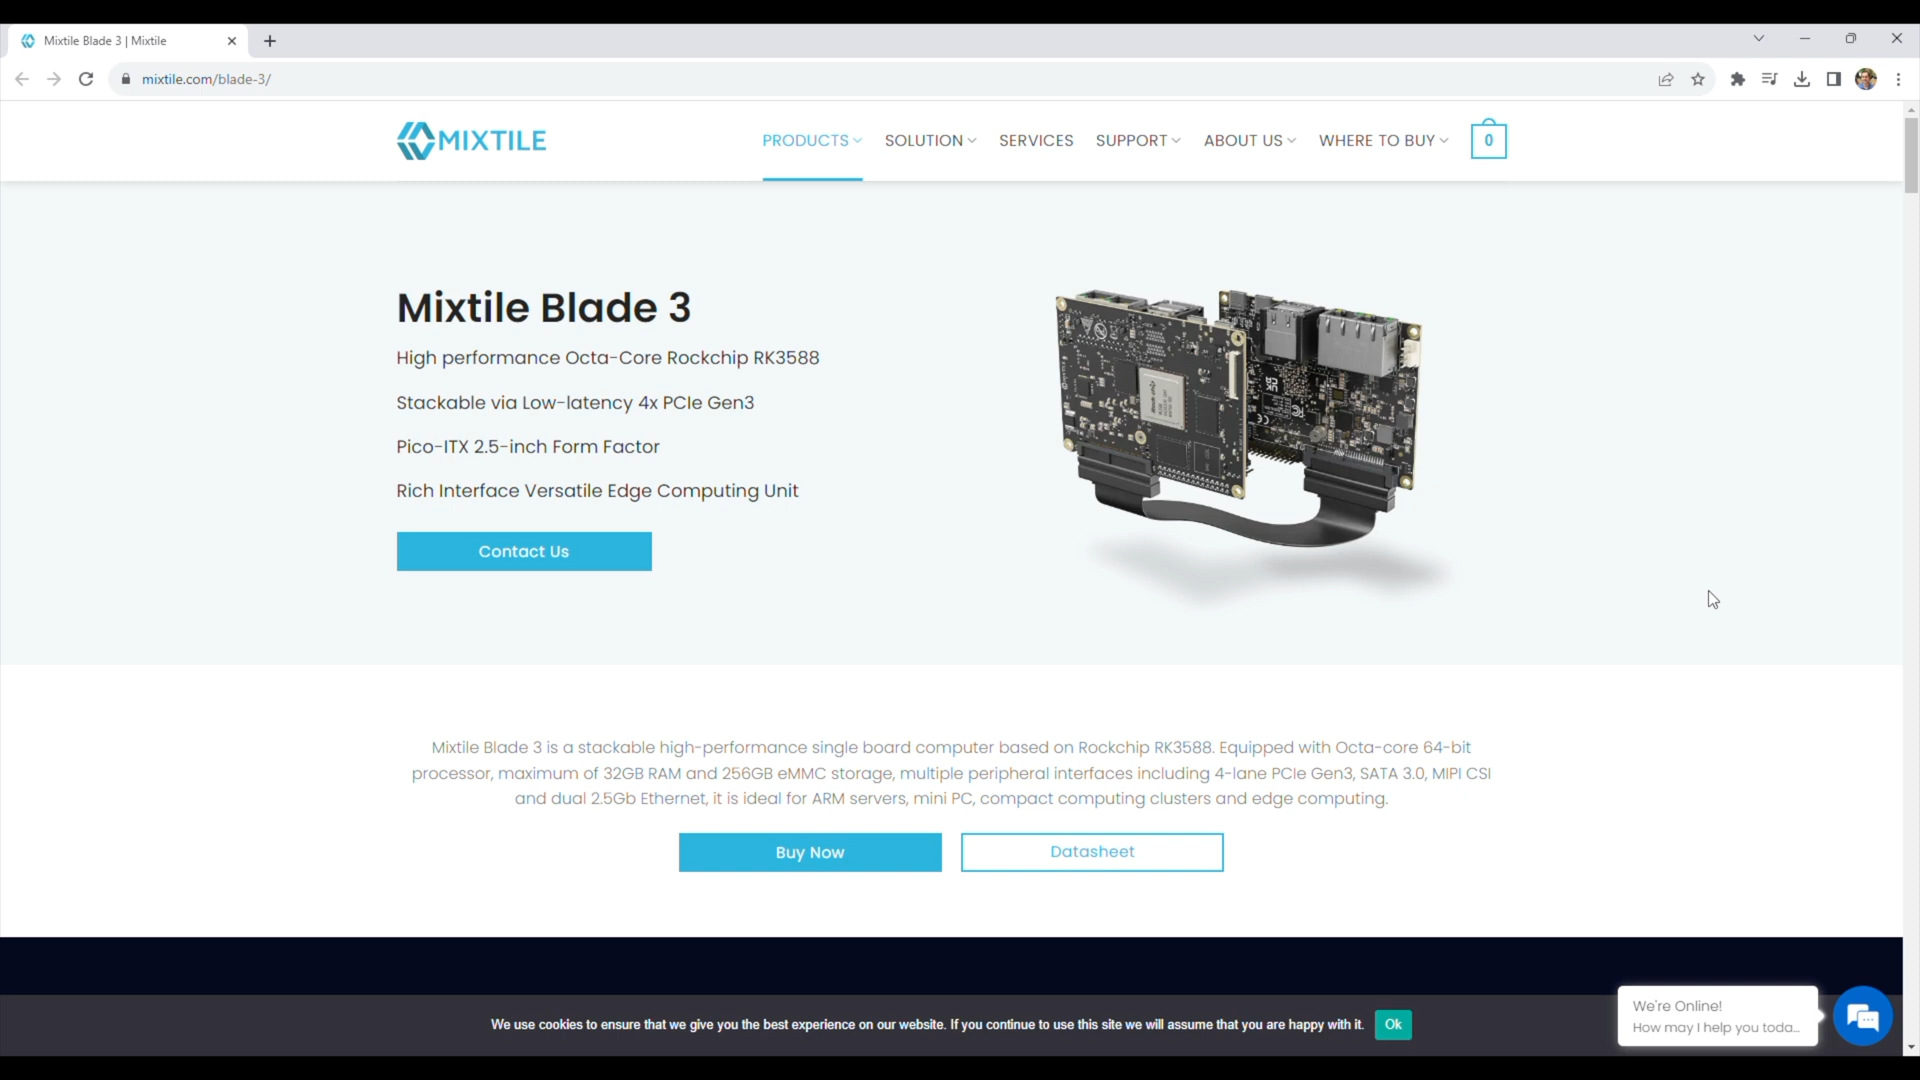 Mixtile Blade 3 | Mixtile
mixtile.com/blade-3/
MIXTILE
PRODUCTS SOLUTION SERVICES SUPPORT ABOUT US WHERE TO BUY 0
Mixtile Blade 3
High performance Octa-Core Rockchip RK3588
Stackable via Low-latency 4x PCIe Gen3
Pico-ITX 2.5-inch Form Factor
Rich Interface Versatile Edge Computing Unit
Contact Us
Mixtile Blade 3 is a stackable high-performance single board computer based on Rockchip RK3588. Equipped with Octa-core 64-bit
processor, maximum of 32GB RAM and 256GB eMMC storage, multiple peripheral interfaces including 4-lane PCIe Gen3, SATA 3.0, MIPI CSI
and dual 2.5Gb Ethernet, it is ideal for ARM servers, mini PC, compact computing clusters and edge computing.
Buy Now
Datasheet
We use cookies to ensure that we give you the best experience on our website. If you continue to use this site we will assume that you are happy with it. Ok
We're Online!
How may I help you toda...